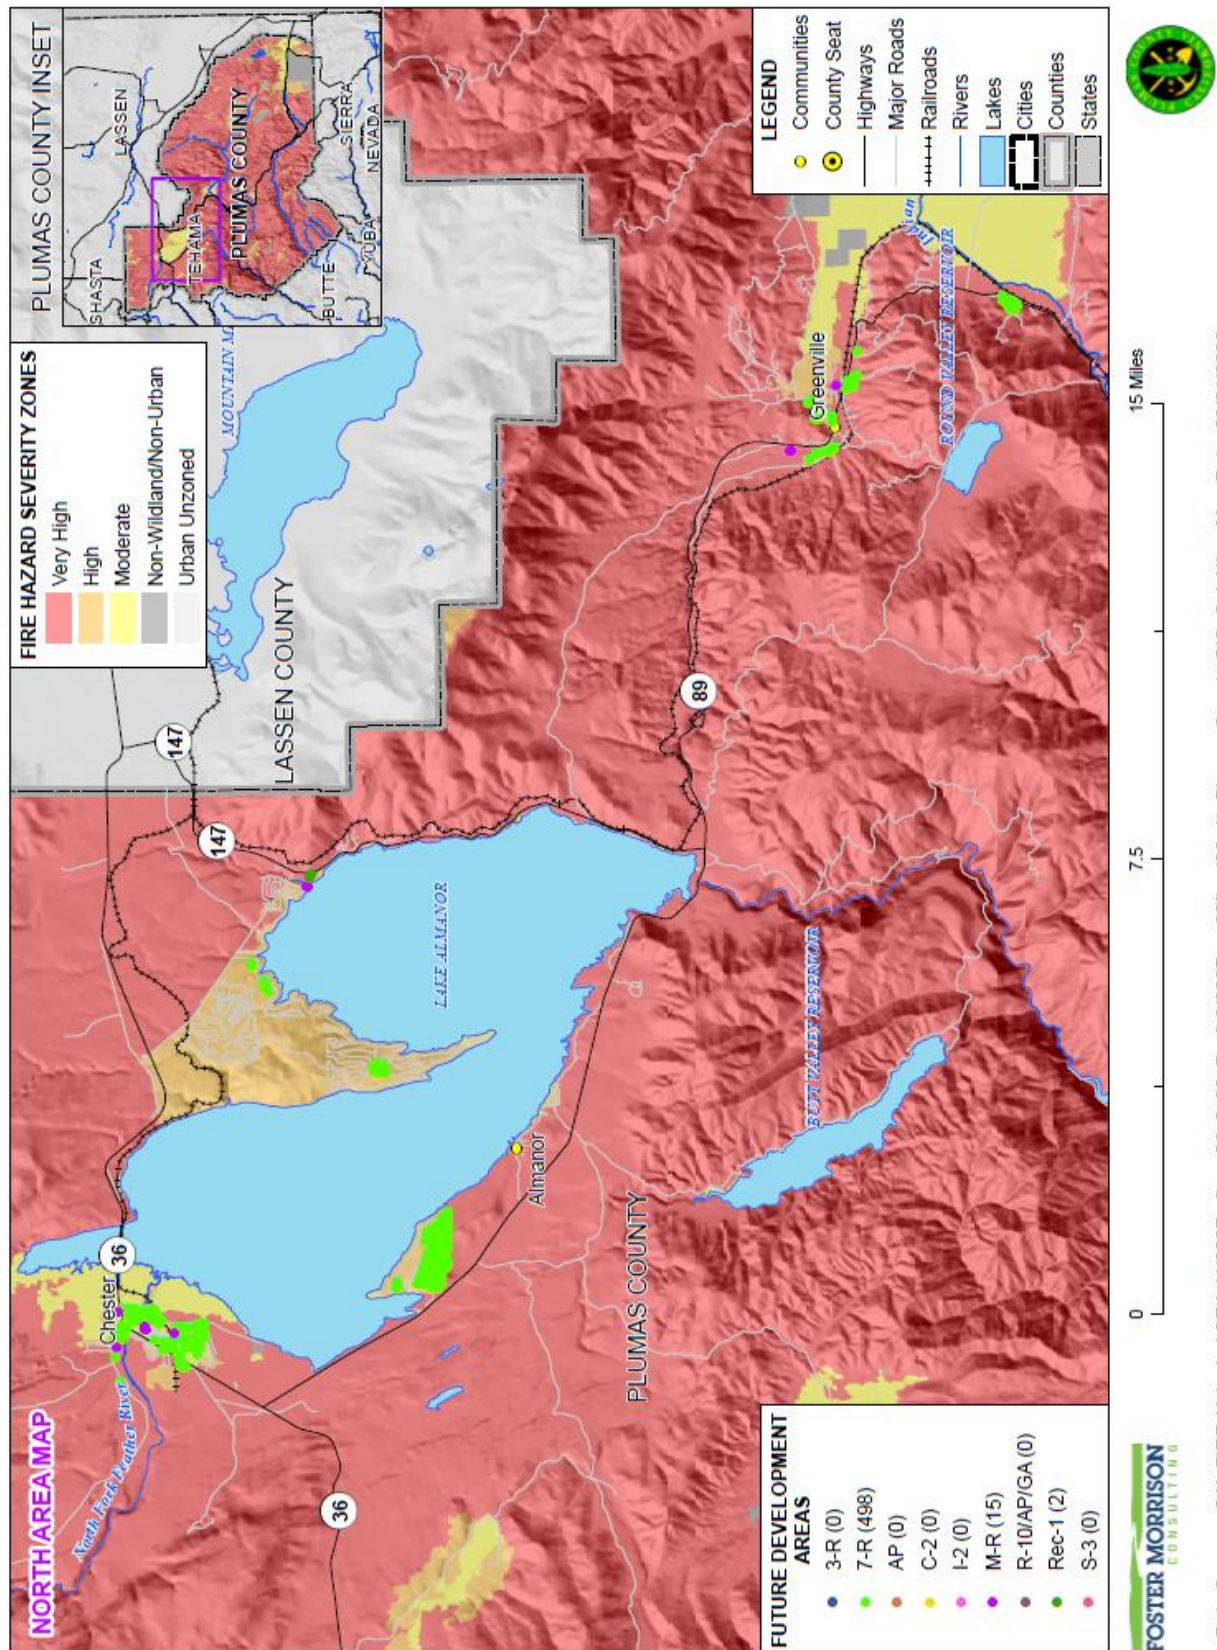 NORTH AREA MAP
FIRE HAZARD SEVERITY ZONES
Very High
High
Moderate
Non-Wildland/Non-Urban
Urban Unzoned
PLUMAS COUNTY INSET
SHASTA
LASSEN
TEHAMA
PLUMAS COUNTY
BUTTE
YUBA
SIERRA
NEVADA
North Fork Feather River
Chester
36
147
147
LASSEN COUNTY
LAKE ALMANOR
36
Almanor
PLUMAS COUNTY
BUTT VALLEY RESERVOIR
89
Greenville
ROUND VALLEY RESERVOIR
FUTURE DEVELOPMENT
AREAS
3-R (0)
7-R (498)
AP (0)
C-2 (0)
I-2 (0)
M-R (15)
R-10/AP/GA (0)
Rec-1 (2)
S-3 (0)
LEGEND
Communities
County Seat
Highways
Major Roads
Railroads
Rivers
Lakes
Cities
Counties
States
0
7.5
15 Miles
FOSTER MORRISON
CONSULTING